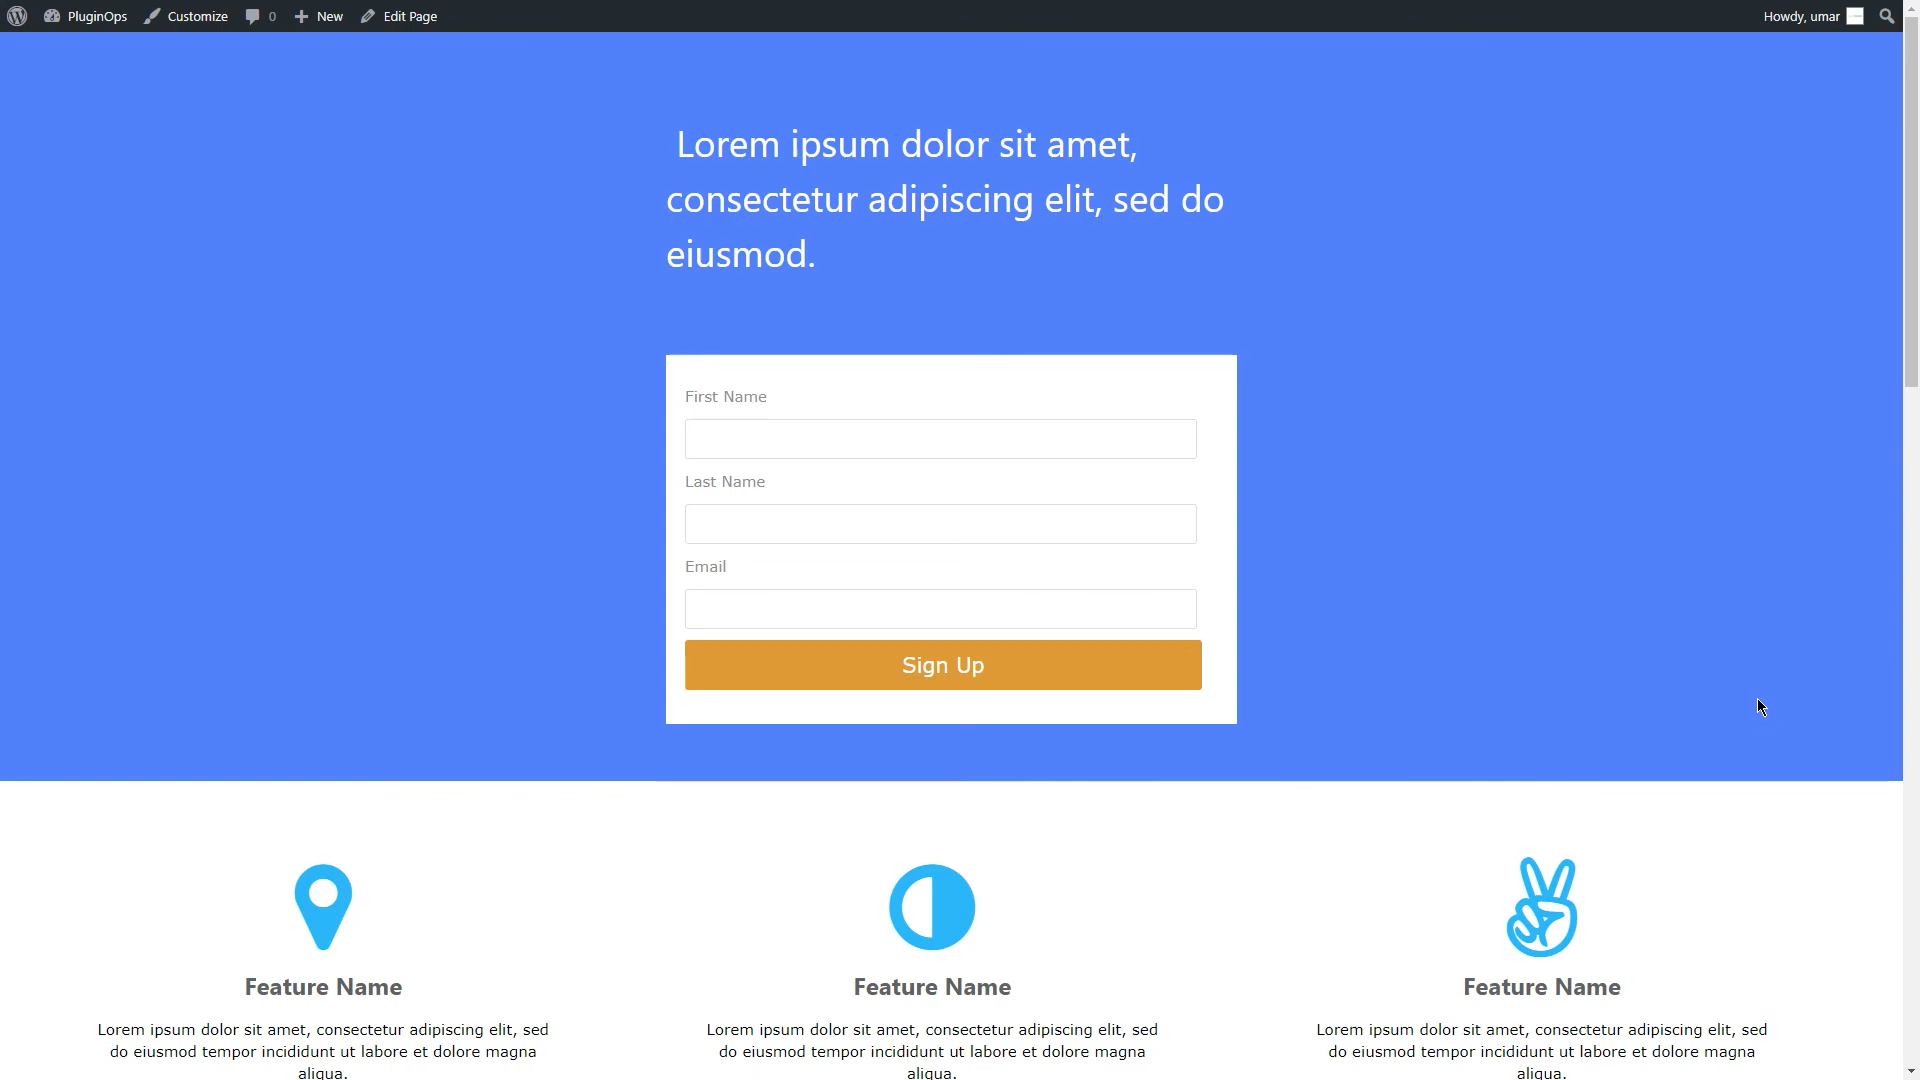 PluginOps Customize 0 New Edit Page Howdy, umar
Lorem ipsum dolor sit amet,
consectetur adipiscing elit, sed do
eiusmod.
First Name
Last Name
Email
Sign Up
Feature Name
Lorem ipsum dolor sit amet, consectetur adipiscing elit, sed
do eiusmod tempor incididunt ut labore et dolore magna
aliqua.
Feature Name
Lorem ipsum dolor sit amet, consectetur adipiscing elit, sed
do eiusmod tempor incididunt ut labore et dolore magna
aliqua.
Feature Name
Lorem ipsum dolor sit amet, consectetur adipiscing elit, sed
do eiusmod tempor incididunt ut labore et dolore magna
aliqua.